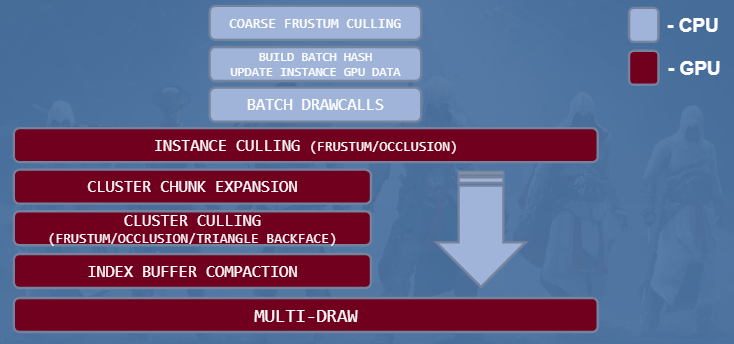 COARSE FRUSTUM CULLING
- CPU
BUILD BATCH HASH
UPDATE INSTANCE GPU DATA
- GPU
BATCH DRAWCALLS
INSTANCE CULLING (FRUSTUM/OCCLUSION)
CLUSTER CHUNK EXPANSION
CLUSTER CULLING
(FRUSTUM/OCCLUSION/TRIANGLE BACKFACE)
INDEX BUFFER COMPACTION
MULTI-DRAW